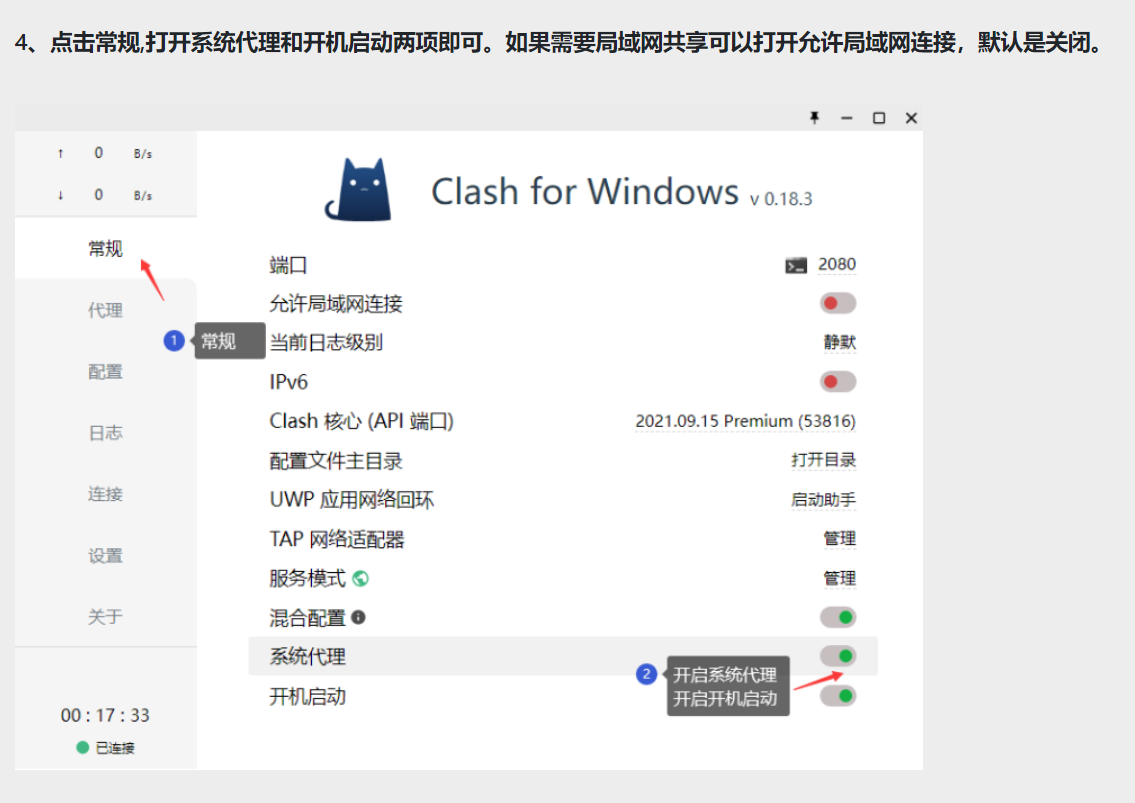 4、点击常规,打开系统代理和开机启动两项即可。如果需要局域网共享可以打开允许局域网连接，默认是关闭。
↑ 0 B/s
↓ 0 B/s
Clash for Windows v 0.18.3
常规
代理
配置
日志
连接
设置
关于
1 常规
端口 2080
允许局域网连接
当前日志级别 静默
IPv6
Clash 核心 (API 端口) 2021.09.15 Premium (53816)
配置文件主目录 打开目录
UWP 应用网络回环 启动助手
TAP 网络适配器 管理
服务模式 管理
混合配置
系统代理
开机启动
2 开启系统代理
开启开机启动
00 : 17 : 33
已连接